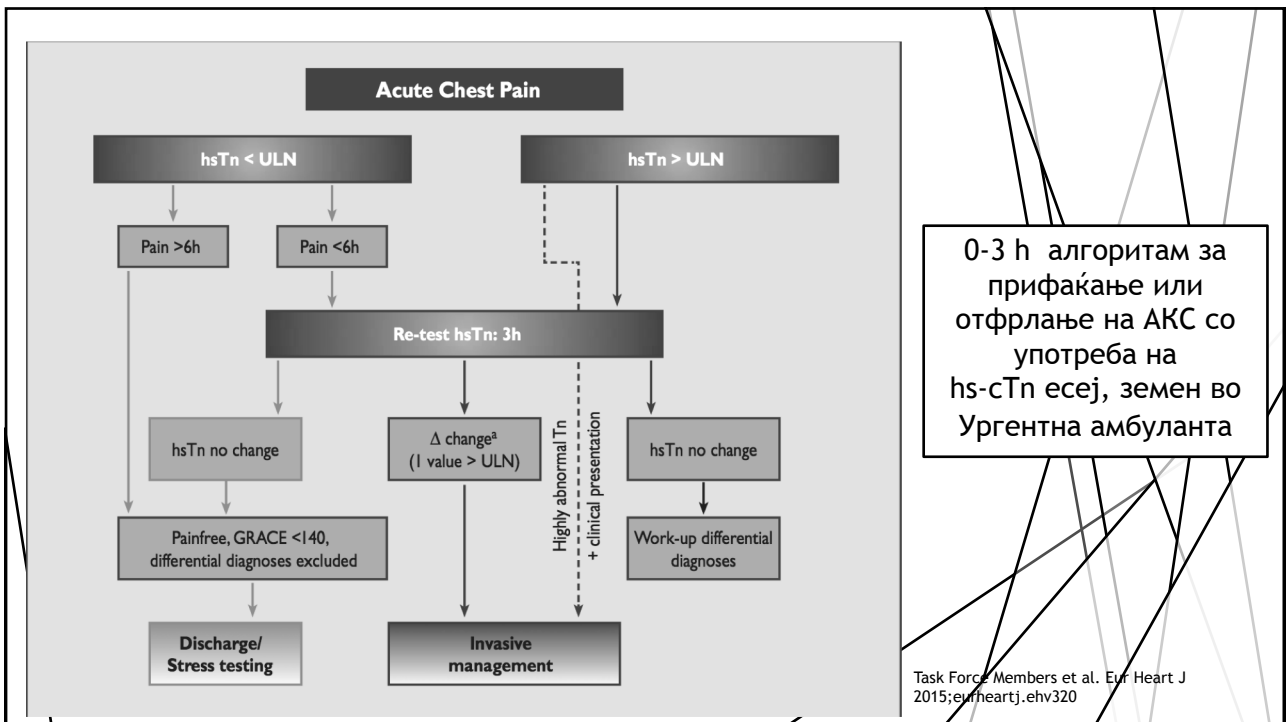 Acute Chest Pain
hsTn < ULN
hsTn > ULN
Pain >6h
Pain <6h
Re-test hsTn: 3h
hsTn no change
Δ changeᵃ
(1 value > ULN)
Highly abnormal Tn
+ clinical presentation
hsTn no change
Painfree, GRACE <140,
differential diagnoses excluded
Work-up differential
diagnoses
Discharge/
Stress testing
Invasive
management
0-3 h алгоритам за
прифаќање или
отфрлање на АКС со
употреба на
hs-cTn есеј, земен во
Ургентна амбуланта
Task Force Members et al. Eur Heart J
2015;eurheartj.ehv320